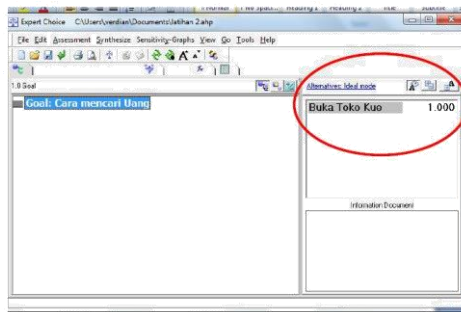 Expert Choice C:\Users\verdian\Documents\latihan 2.ahp
File Edit Assessment Synthesize Sensitivity-Graphs View Go Tools Help
1.0 Goal
Alternatives: Ideal mode
Goal: Cara mencari Uang
Buka Toko Kue 1.000
Information Document